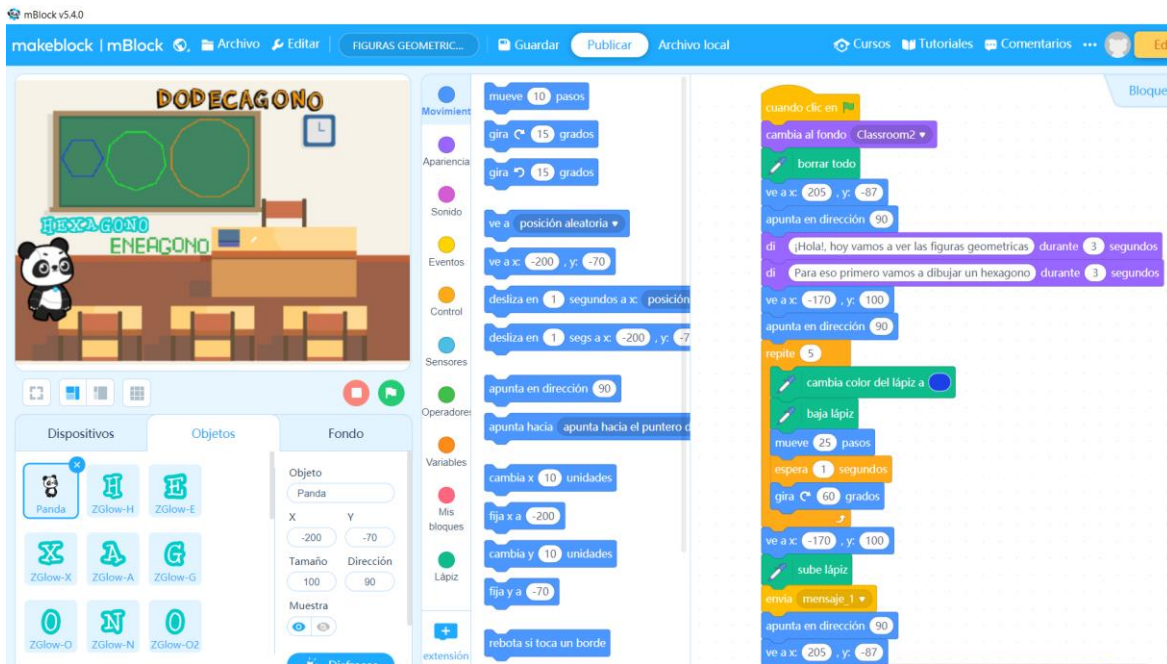 mBlock v5.4.0
makeblock | mBlock Archivo Editar FIGURAS GEOMETRIC... Guardar Publicar Archivo local Cursos Tutoriales Comentarios ... Ed
DODECAGONO
HEXAGONO
ENEAGONO
Dispositivos Objetos Fondo
Panda
ZGlow-H
ZGlow-E
ZGlow-X
ZGlow-A
ZGlow-G
ZGlow-O
ZGlow-N
ZGlow-O2
Objeto
Panda
X Y
-200 -70
Tamaño Dirección
100 90
Muestra
Movimient
Apariencia
Sonido
Eventos
Control
Sensores
Operadores
Variables
Mis
bloques
Lápiz
extensión
mueve 10 pasos
gira 15 grados
gira 15 grados
ve a posición aleatoria
ve a x: -200 , y: -70
desliza en 1 segundos a x: posición
desliza en 1 segs a x: -200 , y: -7
apunta en dirección 90
apunta hacia apunta hacia el puntero d
cambia x 10 unidades
fija x a -200
cambia y 10 unidades
fija y a -70
rebota si toca un borde
Bloque
cuando clic en
cambia al fondo Classroom2
borrar todo
ve a x: 205 , y: -87
apunta en dirección 90
di ¡Hola!, hoy vamos a ver las figuras geometricas durante 3 segundos
di Para eso primero vamos a dibujar un hexagono durante 3 segundos
ve a x: -170 , y: 100
apunta en dirección 90
repite 5
cambia color del lápiz a
baja lápiz
mueve 25 pasos
espera 1 segundos
gira 60 grados
ve a x: -170 , y: 100
sube lápiz
envia mensaje_1
apunta en dirección 90
ve a x: 205 , y: -87